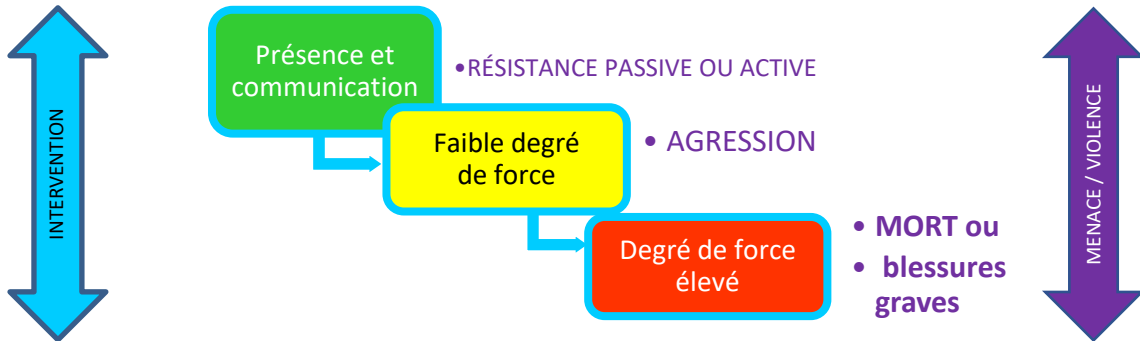 INTERVENTION
Présence et
communication
•RÉSISTANCE PASSIVE OU ACTIVE
Faible degré
de force
• AGRESSION
Degré de force
élevé
• MORT ou
• blessures
graves
MENACE / VIOLENCE